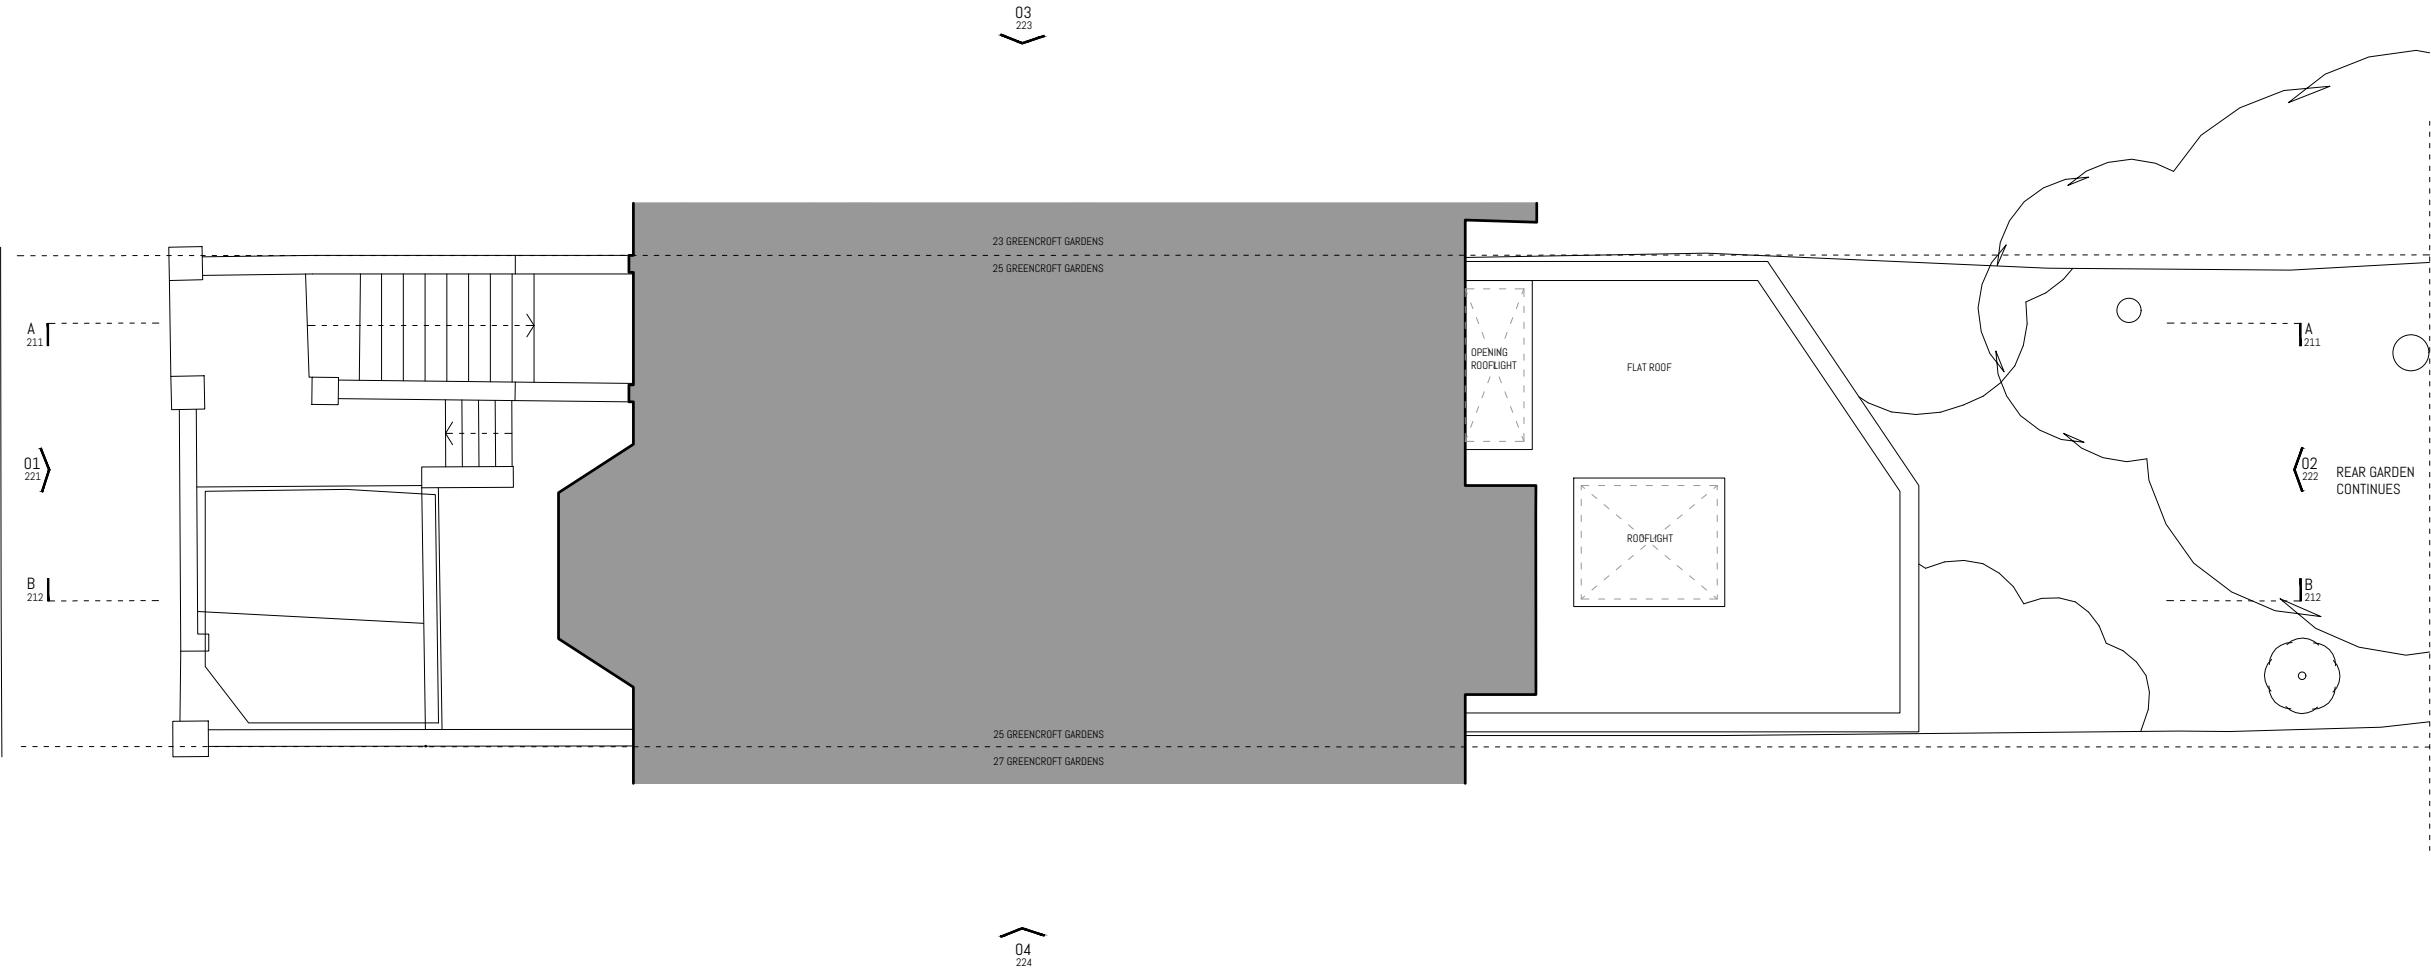 03
223
23 GREENCROFT GARDENS
25 GREENCROFT GARDENS
A
211
A
211
OPENING
ROOFLIGHT
FLAT ROOF
01
221
02
222
REAR GARDEN
CONTINUES
ROOFLIGHT
B
212
B
212
25 GREENCROFT GARDENS
27 GREENCROFT GARDENS
04
224